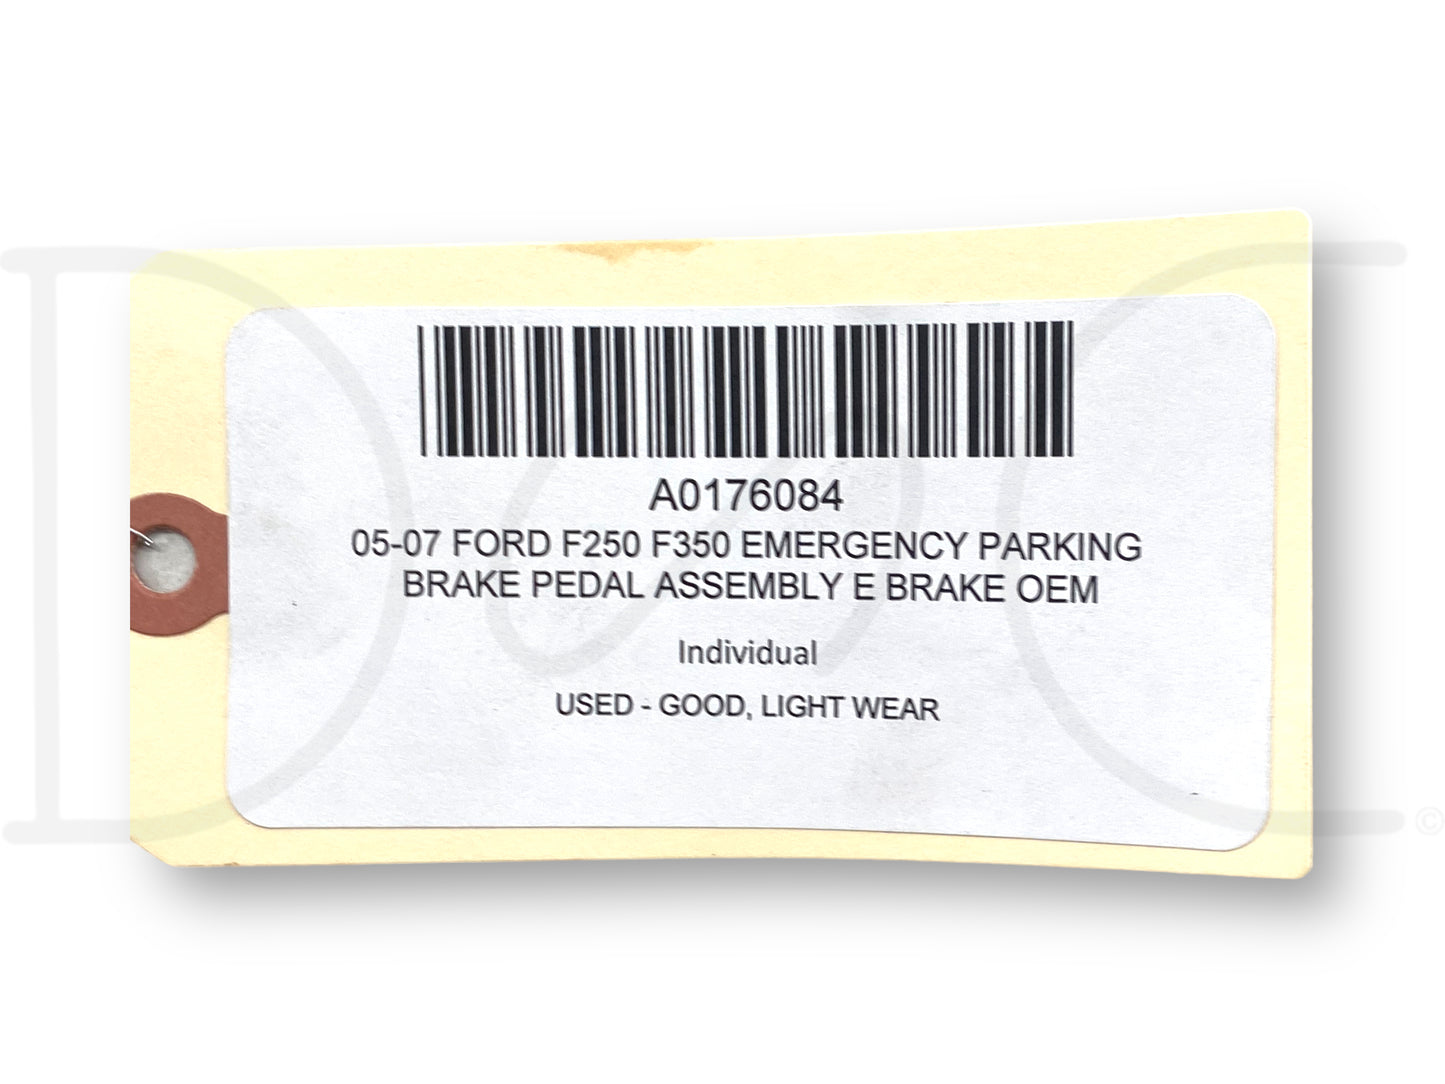 A0176084
05-07 FORD F250 F350 EMERGENCY PARKING
BRAKE PEDAL ASSEMBLY E BRAKE OEM
Individual
USED - GOOD, LIGHT WEAR